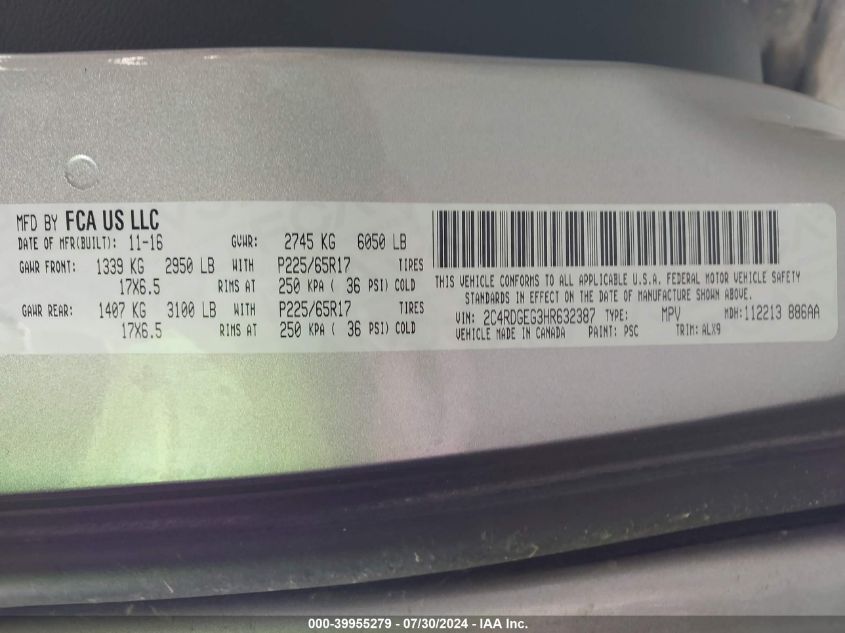 MFD BY FCA US LLC
DATE OF MFR(BUILT): 11-16 GVWR: 2745 KG 6050 LB
GAWR FRONT: 1339 KG 2950 LB WITH P225/65R17 TIRES
17X6.5 RIMS AT 250 KPA ( 36 PSI) COLD
GAWR REAR: 1407 KG 3100 LB WITH P225/65R17 TIRES
17X6.5 RIMS AT 250 KPA ( 36 PSI) COLD
THIS VEHICLE CONFORMS TO ALL APPLICABLE U.S.A. FEDERAL MOTOR VEHICLE SAFETY
STANDARDS IN EFFECT ON THE DATE OF MANUFACTURE SHOWN ABOVE.
VIN: 2C4RDGEG3HR632387 TYPE: MPV MDH:112213 886AA
VEHICLE MADE IN CANADA PAINT: PSC TRIM: ALX9
000-39955279 / 07/30/2024 - IAA Inc.